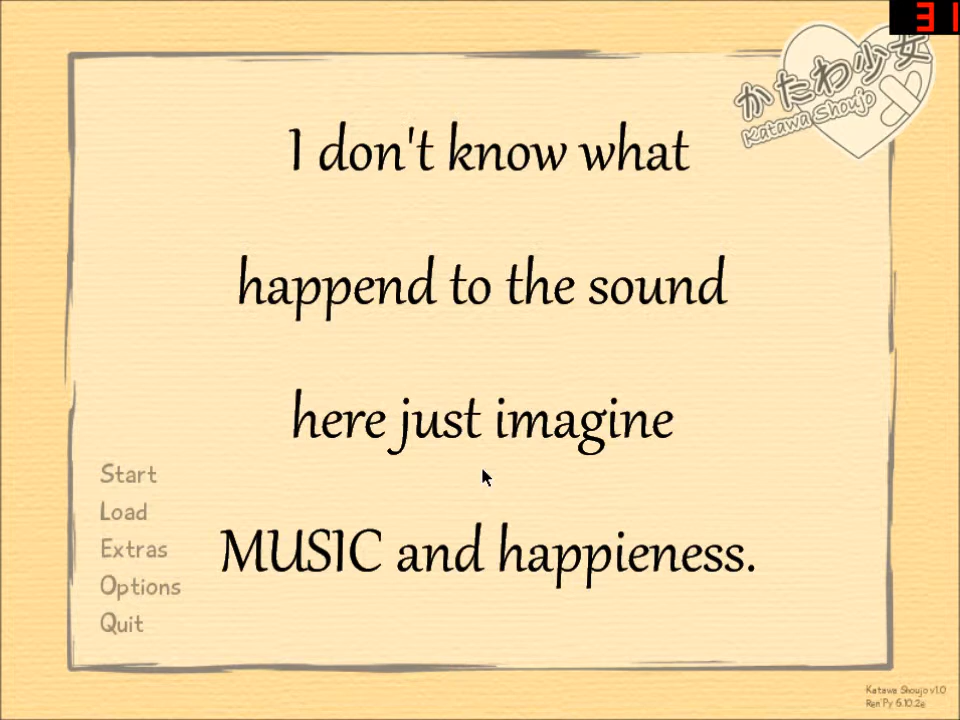 31
かたわ少女
Katawa Shoujo
I don't know what
happend to the sound
here just imagine
MUSIC and happieness.
Start
Load
Extras
Options
Quit
Katawa Shoujo v1.0
Ren'Py 6.10.2e